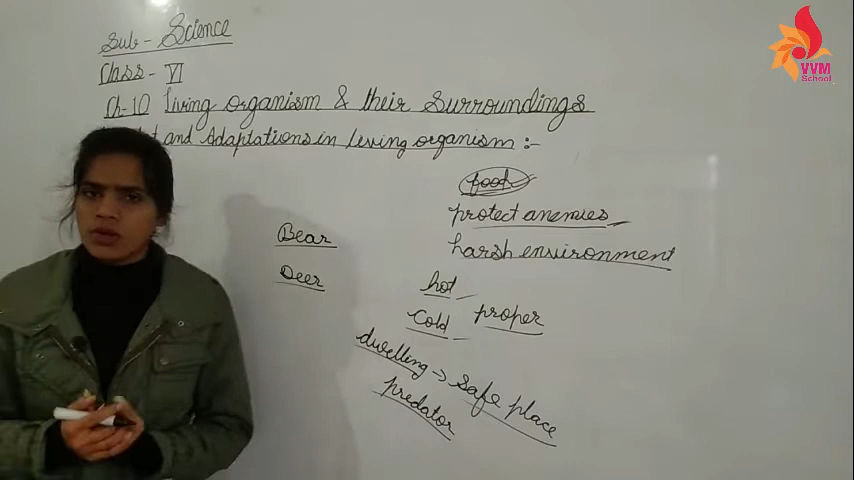 Sub- Science
Class - VI
Ch-10 Living organism & their Surroundings
and Adaptations in living organism :-
food
protect anemies
harsh environment
Bear
Deer
hot
Cold
proper
dwelling → Safe place
predator
VVM
School